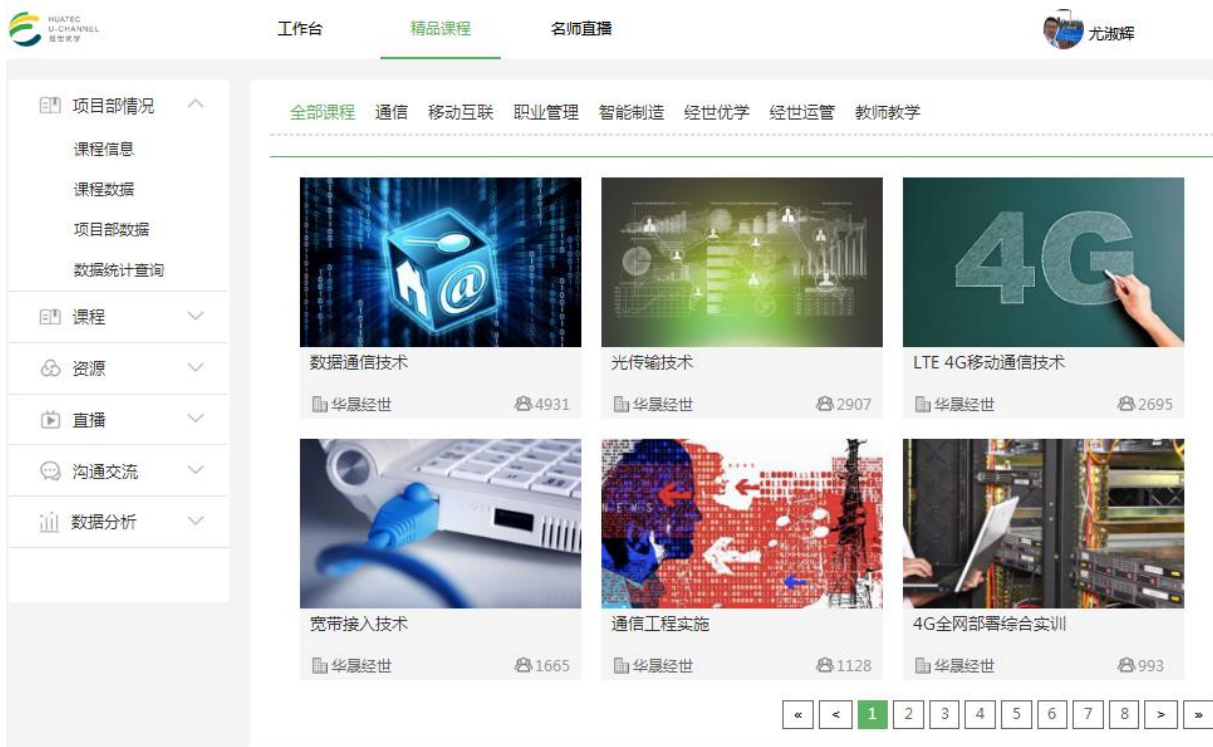 HUATEC
U-CHANNEL
经世优学
工作台
精品课程
名师直播
尤淑辉
项目部情况
课程信息
课程数据
项目部数据
数据统计查询
课程
资源
直播
沟通交流
数据分析
全部课程 通信 移动互联 职业管理 智能制造 经世优学 经世运管 教师教学
4G
数据通信技术
华晟经世 4931
光传输技术
华晟经世 2907
LTE 4G移动通信技术
华晟经世 2695
NEWS
宽带接入技术
华晟经世 1665
通信工程实施
华晟经世 1128
4G全网部署综合实训
华晟经世 993
« < 1 2 3 4 5 6 7 8 > »